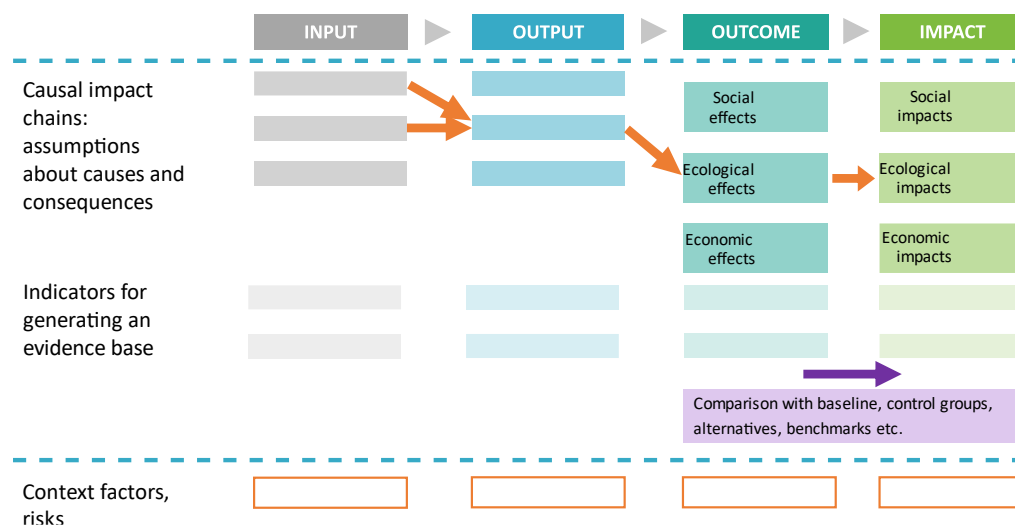 INPUT
OUTPUT
OUTCOME
IMPACT
Causal impact
chains:
assumptions
about causes and
consequences
Social
effects
Social
impacts
Ecological
effects
Ecological
impacts
Economic
effects
Economic
impacts
Indicators for
generating an
evidence base
Comparison with baseline, control groups,
alternatives, benchmarks etc.
Context factors,
risks